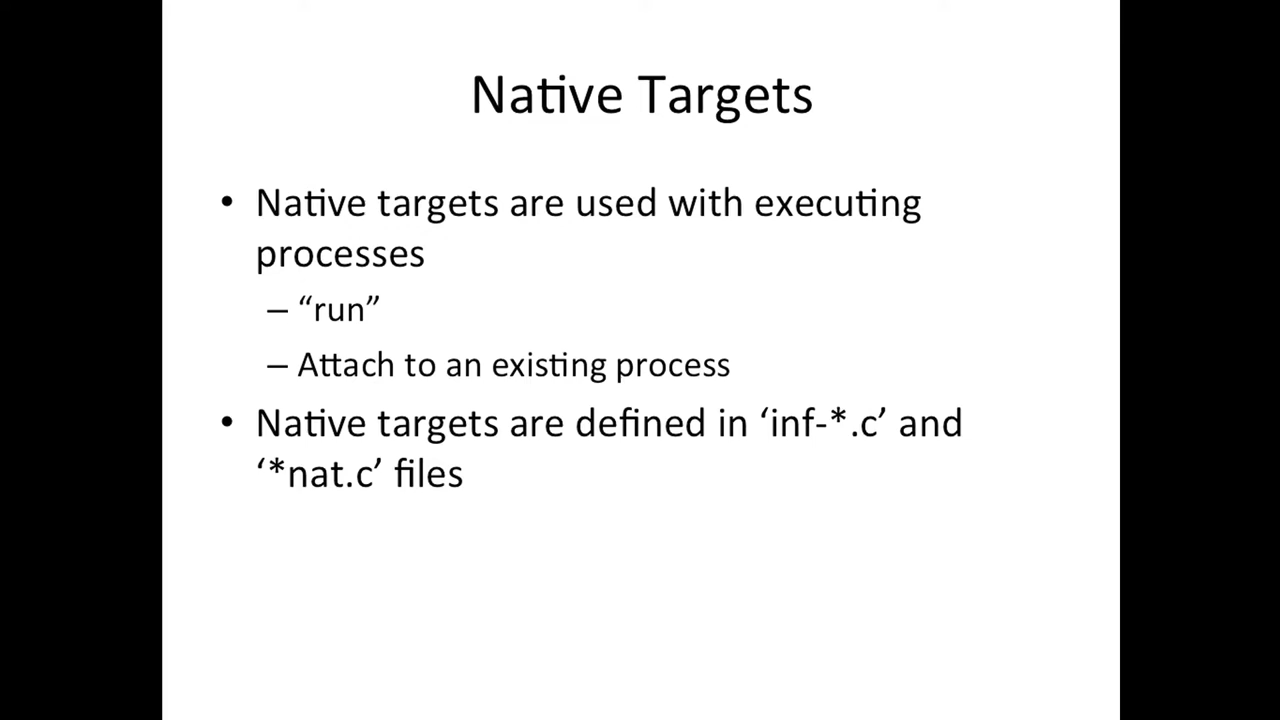 Native Targets
• Native targets are used with executing
processes
– “run”
– Attach to an existing process
• Native targets are defined in ‘inf-*.c’ and
‘*nat.c’ files